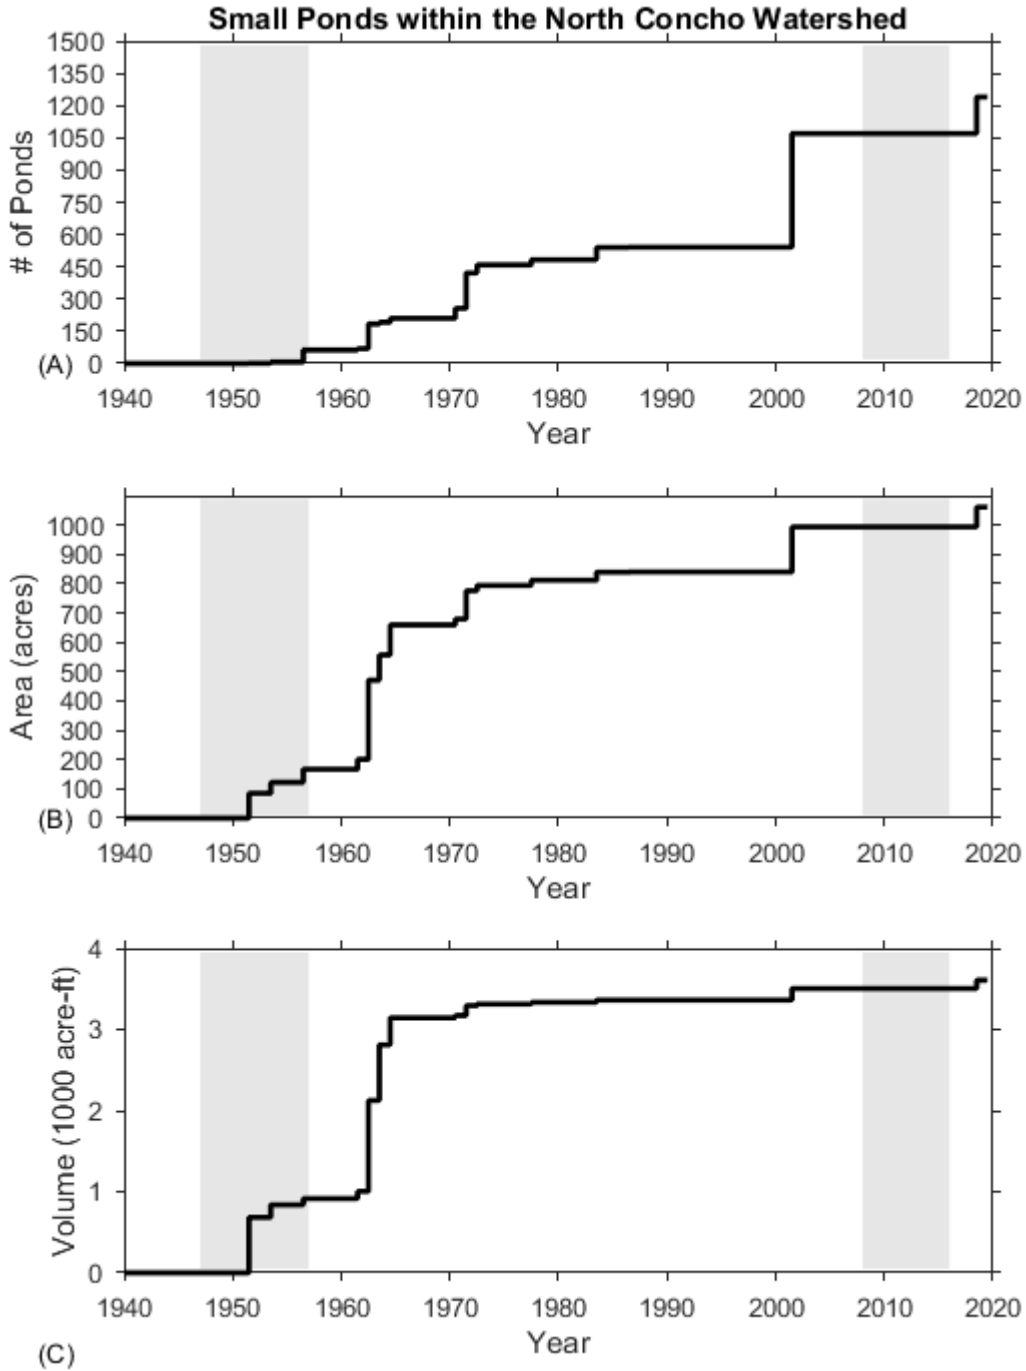 Small Ponds within the North Concho Watershed
1500
1350
1200
1050
900
750
600
450
300
150
0
# of Ponds
(A)
1940 1950 1960 1970 1980 1990 2000 2010 2020
Year
1000
900
800
700
600
500
400
300
200
100
0
Area (acres)
(B)
1940 1950 1960 1970 1980 1990 2000 2010 2020
Year
4
3
2
1
0
Volume (1000 acre-ft)
1940 1950 1960 1970 1980 1990 2000 2010 2020
Year
(C)